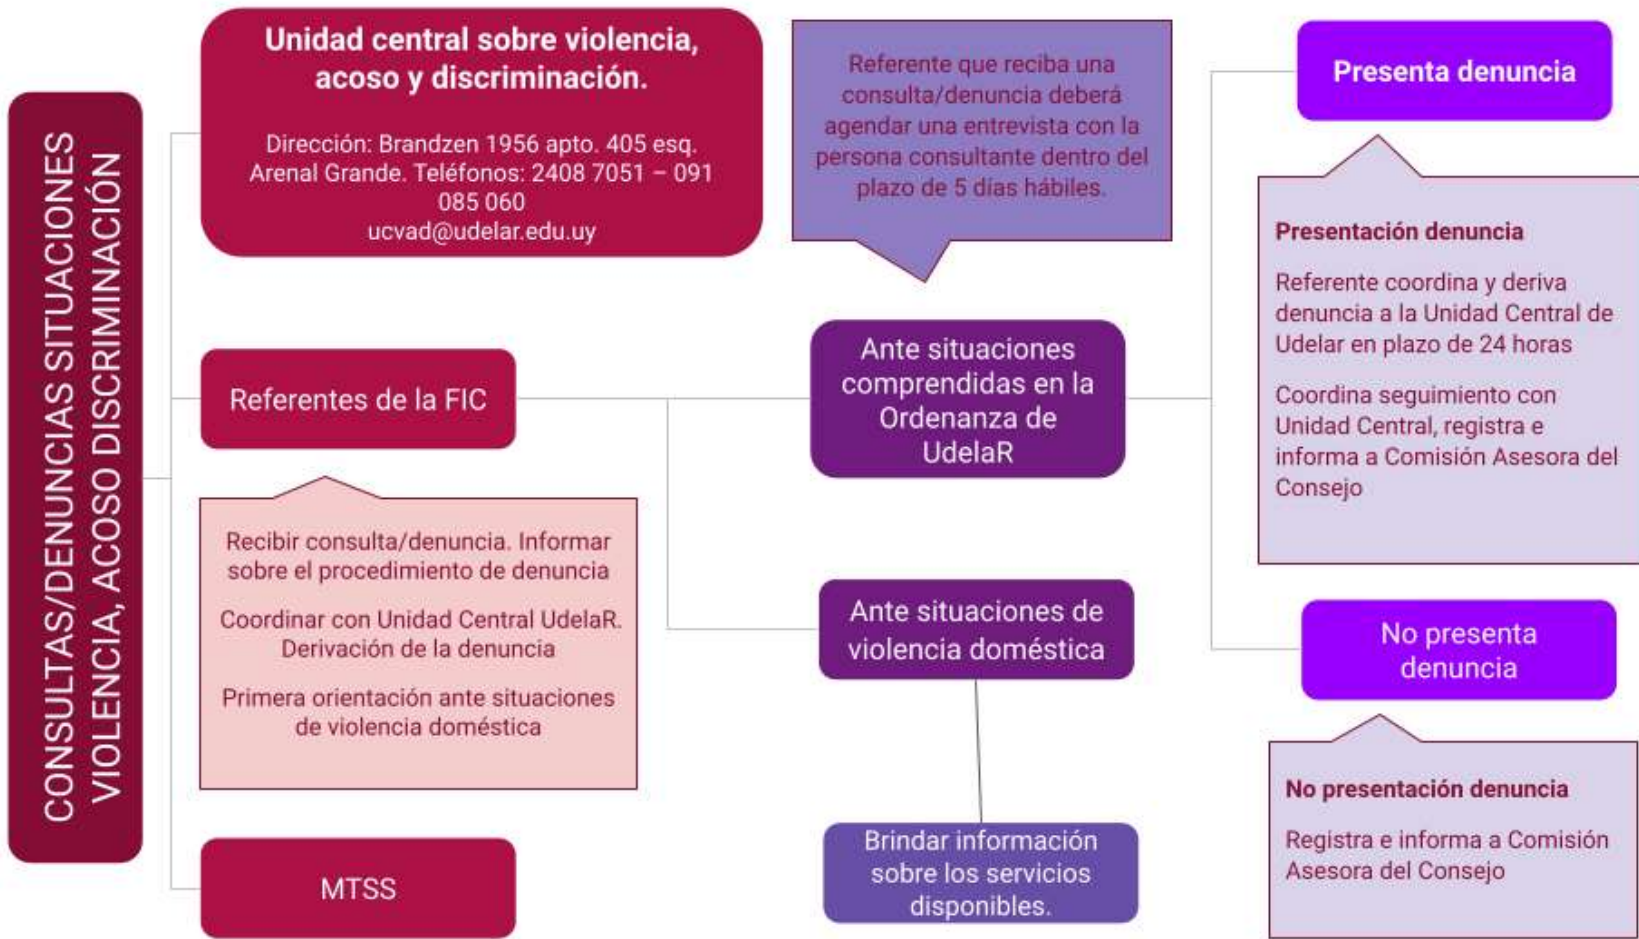 CONSULTAS/DENUNCIAS SITUACIONES
VIOLENCIA, ACOSO DISCRIMINACIÓN
Unidad central sobre violencia,
acoso y discriminación.
Dirección: Brandzen 1956 apto. 405 esq.
Arenal Grande. Teléfonos: 2408 7051 – 091
085 060
ucvad@udelar.edu.uy
Referentes de la FIC
Recibir consulta/denuncia. Informar
sobre el procedimiento de denuncia
Coordinar con Unidad Central UdelaR.
Derivación de la denuncia
Primera orientación ante situaciones
de violencia doméstica
MTSS
Referente que reciba una
consulta/denuncia deberá
agendar una entrevista con la
persona consultante dentro del
plazo de 5 días hábiles.
Ante situaciones
comprendidas en la
Ordenanza de
UdelaR
Ante situaciones de
violencia doméstica
Brindar información
sobre los servicios
disponibles.
Presenta denuncia
Presentación denuncia
Referente coordina y deriva
denuncia a la Unidad Central de
Udelar en plazo de 24 horas
Coordina seguimiento con
Unidad Central, registra e
informa a Comisión Asesora del
Consejo
No presenta
denuncia
No presentación denuncia
Registra e informa a Comisión
Asesora del Consejo